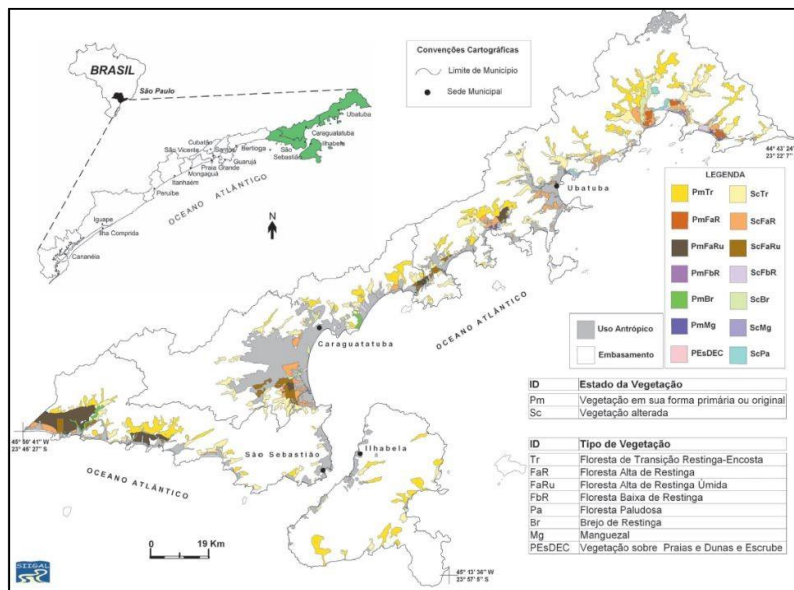 BRASIL
São Paulo
Ubatuba
Caraguatatuba
Ilhabela
São Sebastião
Bertioga
Cubatão
Santos
São Vicente
Guarujá
Praia Grande
Mongaguá
Itanhaém
Peruíbe
Iguape
Ilha Comprida
Cananéia
OCEANO ATLÂNTICO
N
Convenções Cartográficas
Limite de Município
Sede Municipal
44° 43' 24"
23° 22' 7"
Ubatuba
OCEANO ATLÂNTICO
Caraguatatuba
São Sebastião
Ilhabela
45° 50' 41" W
23° 46' 27" S
OCEANO ATLÂNTICO
0 19 Km
45° 13' 36" W
23° 57' 5" S
SIIGAL
LEGENDA
PmTr ScTr
PmFaR ScFaR
PmFaRu ScFaRu
PmFbR ScFbR
PmBr ScBr
PmMg ScMg
PEsDEC ScPa
Uso Antrópico
Embasamento
ID Estado da Vegetação
Pm Vegetação em sua forma primária ou original
Sc Vegetação alterada
ID Tipo de Vegetação
Tr Floresta de Transição Restinga-Encosta
FaR Floresta Alta de Restinga
FaRu Floresta Alta de Restinga Úmida
FbR Floresta Baixa de Restinga
Pa Floresta Paludosa
Br Brejo de Restinga
Mg Manguezal
PEsDEC Vegetação sobre Praias e Dunas e Escrube